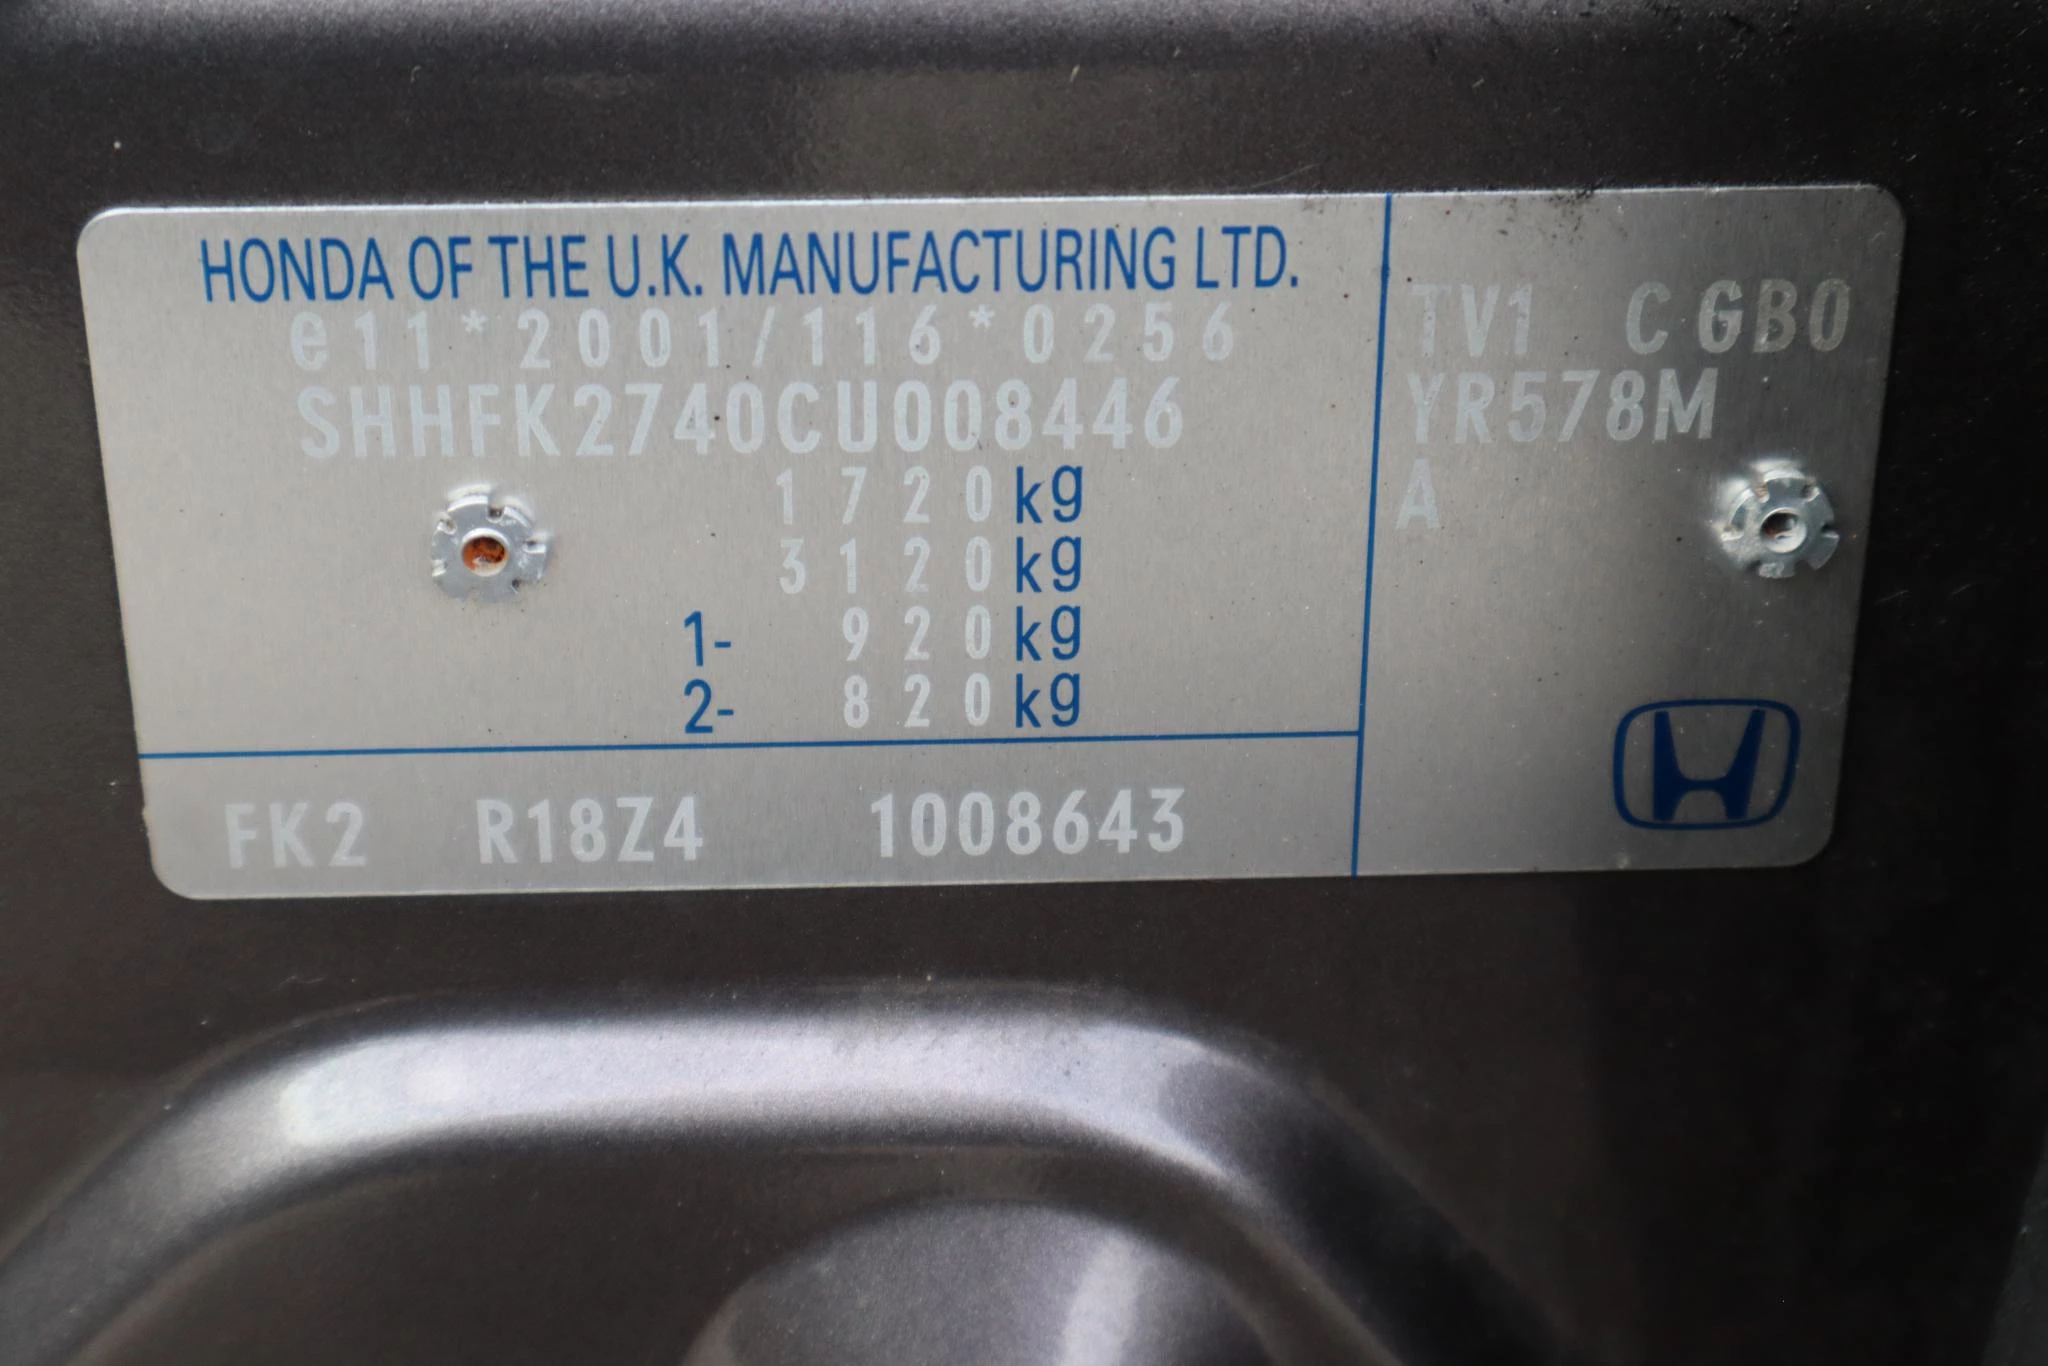 HONDA OF THE U.K. MANUFACTURING LTD.
e11*2001/116*0256
SHHFK2740CU008446
1720kg
3120kg
1- 920kg
2- 820kg
FK2 R18Z4 1008643
TV1 C GB0
YR578M
A